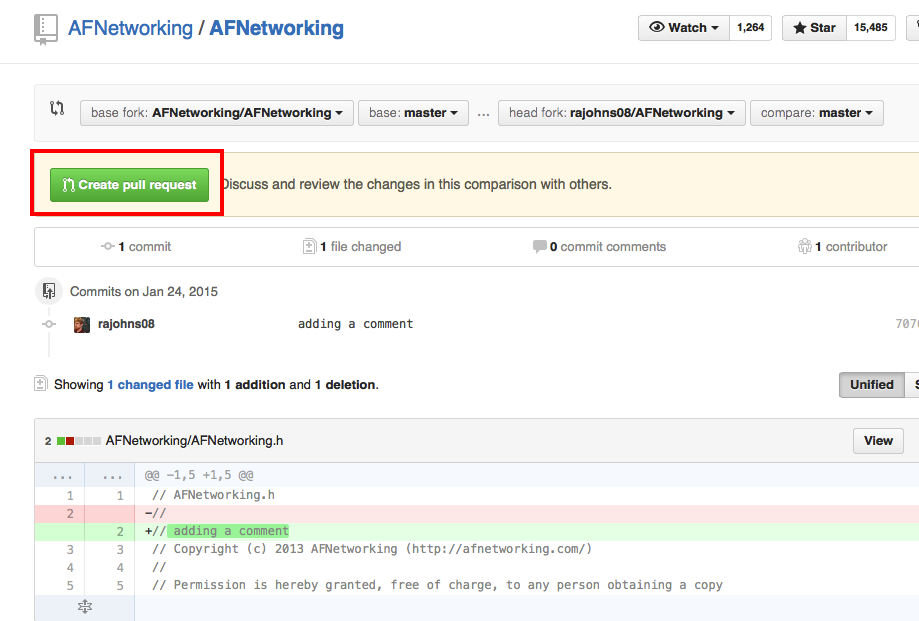 AFNetworking / AFNetworking
Watch 1,264 Star 15,485
base fork: AFNetworking/AFNetworking base: master ... head fork: rajohns08/AFNetworking compare: master
Create pull request Discuss and review the changes in this comparison with others.
1 commit 1 file changed 0 commit comments 1 contributor
Commits on Jan 24, 2015
rajohns08 adding a comment 707
Showing 1 changed file with 1 addition and 1 deletion.
Unified
2 AFNetworking/AFNetworking.h View
... ... @@ -1,5 +1,5 @@
1 1 // AFNetworking.h
2 -//
2 +// adding a comment
3 3 // Copyright (c) 2013 AFNetworking (http://afnetworking.com/)
4 4 //
5 5 // Permission is hereby granted, free of charge, to any person obtaining a copy